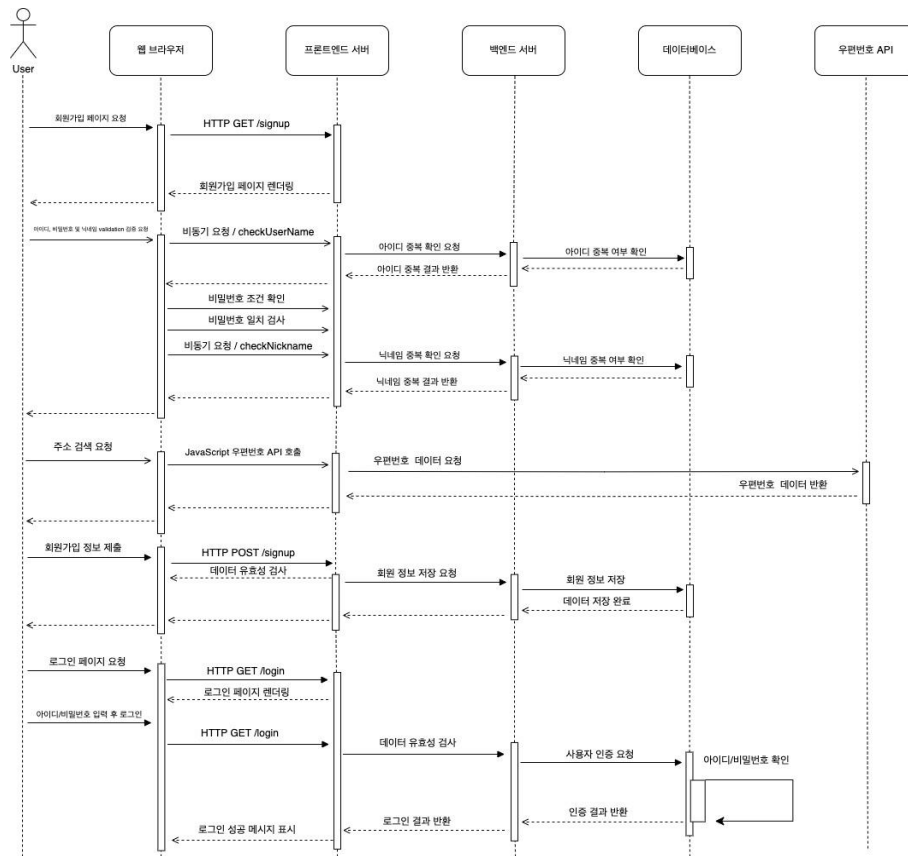 User
웹 브라우저
프론트엔드 서버
백엔드 서버
데이터베이스
우편번호 API
회원가입 페이지 요청
HTTP GET /signup
회원가입 페이지 렌더링
아이디, 비밀번호 및 닉네임 validation 검증 요청
비동기 요청 / checkUserName
아이디 중복 확인 요청
아이디 중복 여부 확인
아이디 중복 결과 반환
비밀번호 조건 확인
비밀번호 일치 검사
비동기 요청 / checkNickname
닉네임 중복 확인 요청
닉네임 중복 여부 확인
닉네임 중복 결과 반환
주소 검색 요청
JavaScript 우편번호 API 호출
우편번호 데이터 요청
우편번호 데이터 반환
회원가입 정보 제출
HTTP POST /signup
데이터 유효성 검사
회원 정보 저장 요청
회원 정보 저장
데이터 저장 완료
로그인 페이지 요청
HTTP GET /login
로그인 페이지 렌더링
아이디/비밀번호 입력 후 로그인
HTTP GET /login
데이터 유효성 검사
사용자 인증 요청
아이디/비밀번호 확인
인증 결과 반환
로그인 결과 반환
로그인 성공 메시지 표시